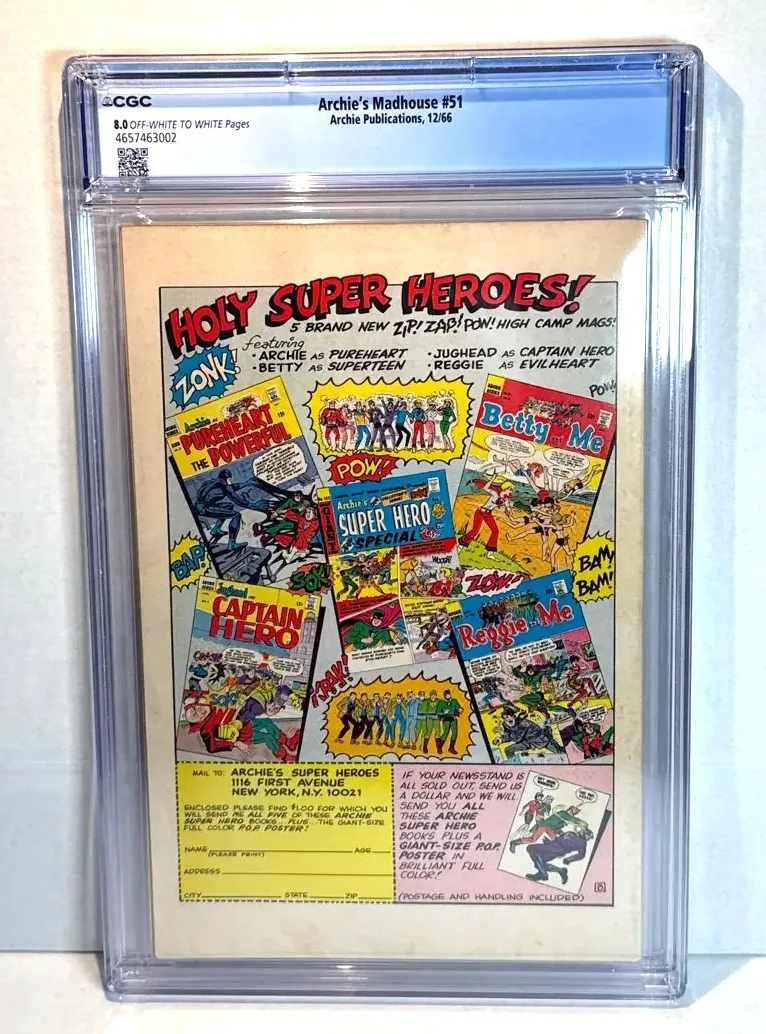 CGC
Archie's Madhouse #51
Archie Publications, 12/66
8.0 OFF-WHITE TO WHITE Pages
4657463002
HOLY SUPER HEROES!
5 BRAND NEW ZIP! ZAP! POW! HIGH CAMP MAGS!
featuring
• ARCHIE AS PUREHEART • JUGHEAD AS CAPTAIN HERO
• BETTY AS SUPERTEEN • REGGIE AS EVILHEART
ZONK!
POW!
Archie as
PUREHEART
THE POWERFUL
Betty and Me
POW!
GIANT
Archie's
SUPER HERO
SPECIAL
BAP!
SOK!
ZOW!!
BAM!
BAM!
Jughead as
CAPTAIN
HERO
Reggie and Me
KRAK!
MAIL TO: ARCHIE'S SUPER HEROES
1116 FIRST AVENUE
NEW YORK, N.Y. 10021
ENCLOSED PLEASE FIND $1.00 FOR WHICH YOU
WILL SEND ME ALL FIVE OF THESE ARCHIE
SUPER HERO BOOKS...PLUS...THE GIANT-SIZE
FULL COLOR P.O.P. POSTER!
NAME AGE
(PLEASE PRINT)
ADDRESS
CITY STATE ZIP
IF YOUR NEWSSTAND IS
ALL SOLD OUT, SEND US
A DOLLAR AND WE WILL
SEND YOU ALL
THESE ARCHIE
SUPER HERO
BOOKS PLUS A
GIANT-SIZE P.O.P.
POSTER IN
BRILLIANT FULL
COLOR!
(POSTAGE AND HANDLING INCLUDED)